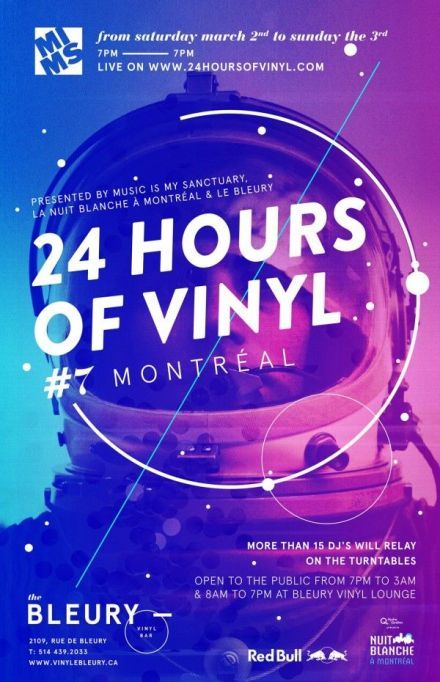 MIMS
from saturday march 2nd to sunday the 3rd
7PM 7PM
LIVE ON WWW.24HOURSOFVINYL.COM
PRESENTED BY MUSIC IS MY SANCTUARY,
LA NUIT BLANCHE À MONTRÉAL & LE BLEURY
24 HOURS
OF VINYL
#7 MONTRÉAL
MORE THAN 15 DJ'S WILL RELAY
ON THE TURNTABLES
OPEN TO THE PUBLIC FROM 7PM TO 3AM
& 8AM TO 7PM AT BLEURY VINYL LOUNGE
the
BLEURY —
VINYL
BAR
2109, RUE DE BLEURY
T: 514 439.2033
WWW.VINYLEBLEURY.CA
Red Bull
NUIT
BLANCHE
À MONTRÉAL